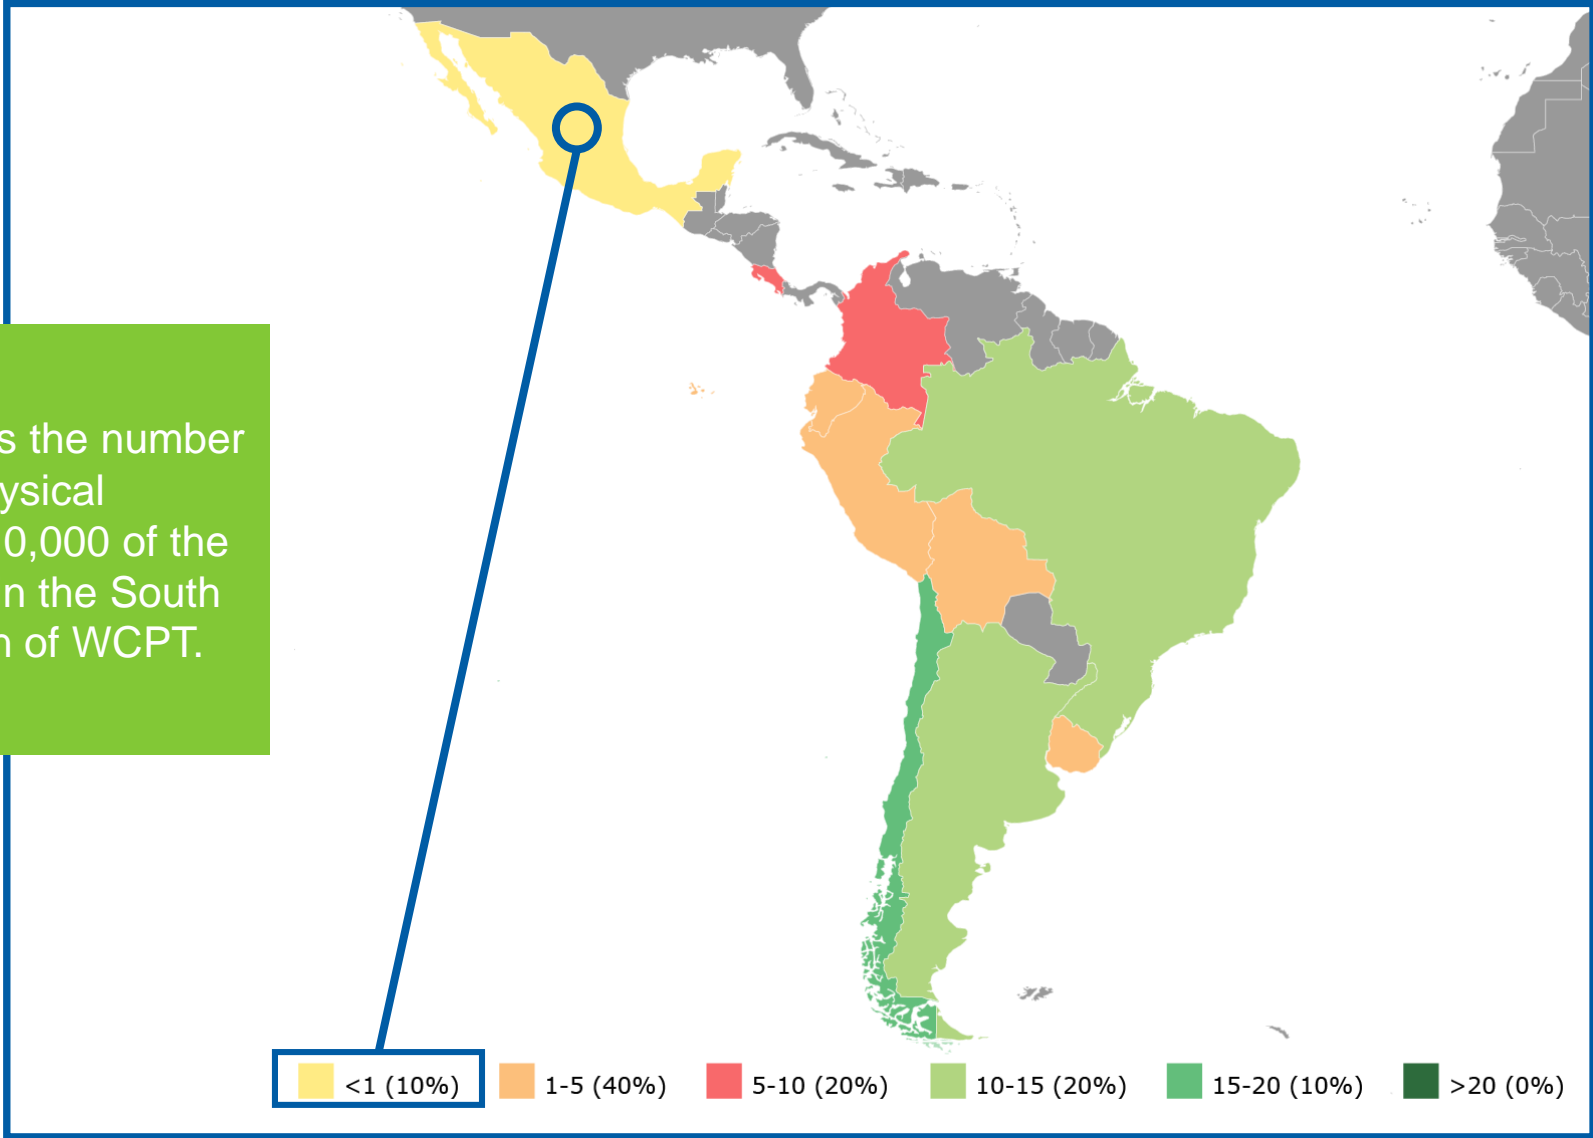 s the number
ysical
0,000 of the
n the South
n of WCPT.
<1 (10%) 1-5 (40%) 5-10 (20%) 10-15 (20%) 15-20 (10%) >20 (0%)